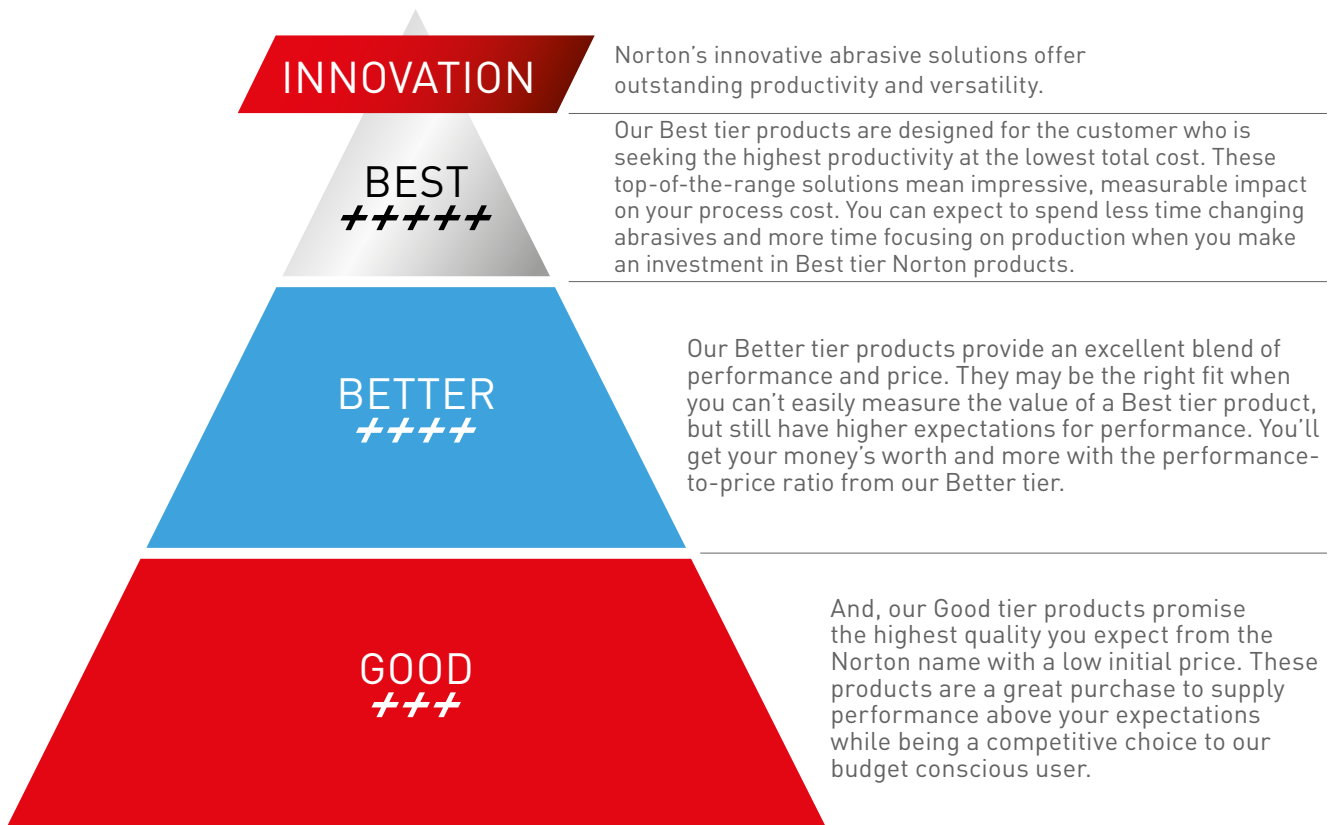 INNOVATION
Norton’s innovative abrasive solutions offer
outstanding productivity and versatility.
BEST
+++++
Our Best tier products are designed for the customer who is
seeking the highest productivity at the lowest total cost. These
top-of-the-range solutions mean impressive, measurable impact
on your process cost. You can expect to spend less time changing
abrasives and more time focusing on production when you make
an investment in Best tier Norton products.
BETTER
++++
Our Better tier products provide an excellent blend of
performance and price. They may be the right fit when
you can’t easily measure the value of a Best tier product,
but still have higher expectations for performance. You’ll
get your money’s worth and more with the performance-
to-price ratio from our Better tier.
GOOD
+++
And, our Good tier products promise
the highest quality you expect from the
Norton name with a low initial price. These
products are a great purchase to supply
performance above your expectations
while being a competitive choice to our
budget conscious user.